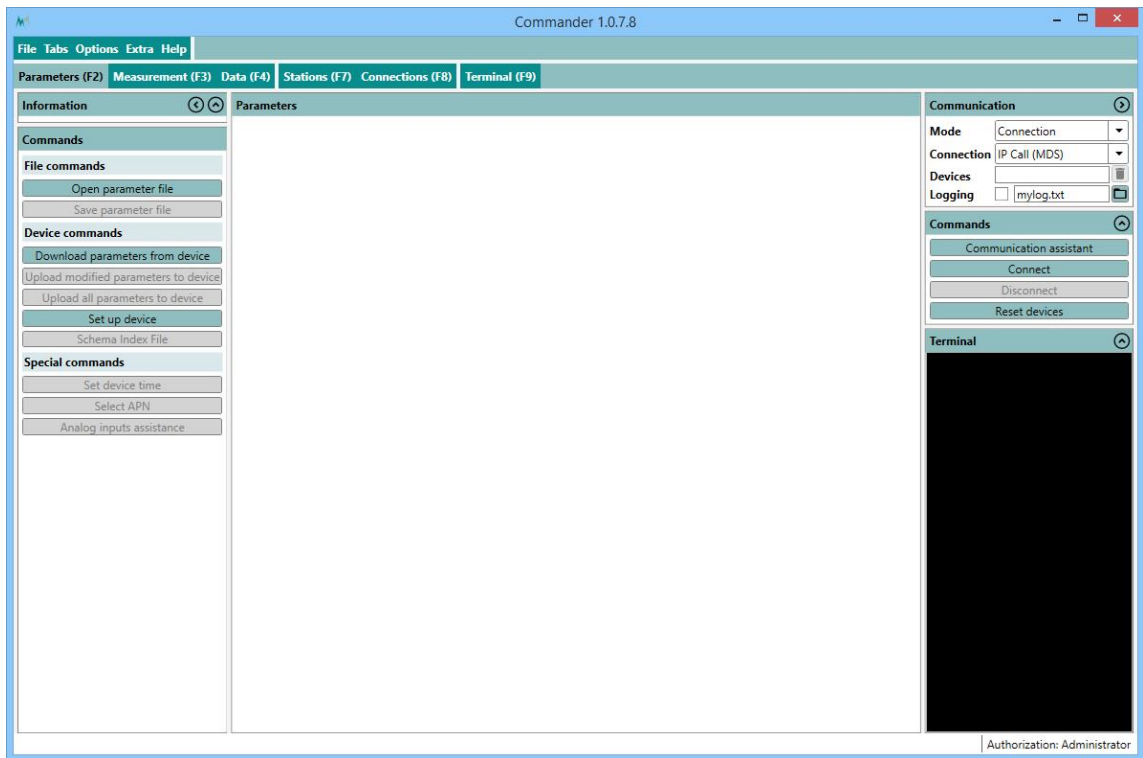 Commander 1.0.7.8
File Tabs Options Extra Help
Parameters (F2) Measurement (F3) Data (F4) Stations (F7) Connections (F8) Terminal (F9)
Information
Commands
File commands
Open parameter file
Save parameter file
Device commands
Download parameters from device
Upload modified parameters to device
Upload all parameters to device
Set up device
Schema Index File
Special commands
Set device time
Select APN
Analog inputs assistance
Parameters
Communication
Mode Connection
Connection IP Call (MDS)
Devices
Logging mylog.txt
Commands
Communication assistant
Connect
Disconnect
Reset devices
Terminal
Authorization: Administrator